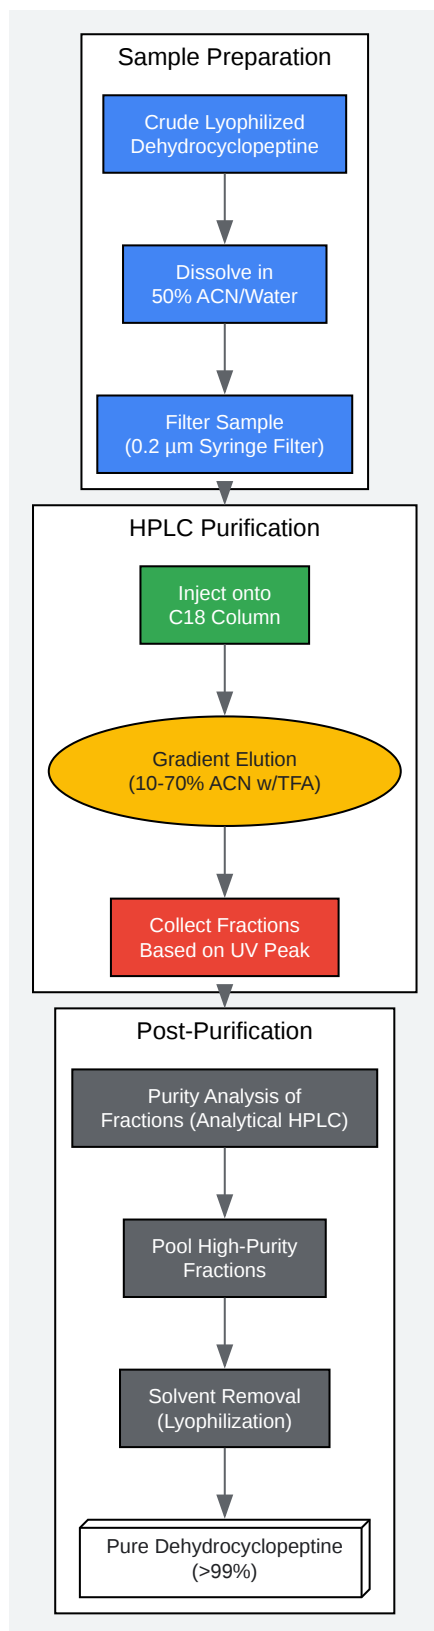 Sample Preparation
Crude Lyophilized
Dehydrocyclopeptine
Dissolve in
50% ACN/Water
Filter Sample
(0.2 µm Syringe Filter)
HPLC Purification
Inject onto
C18 Column
Gradient Elution
(10-70% ACN w/TFA)
Collect Fractions
Based on UV Peak
Post-Purification
Purity Analysis of
Fractions (Analytical HPLC)
Pool High-Purity
Fractions
Solvent Removal
(Lyophilization)
Pure Dehydrocyclopeptine
(>99%)